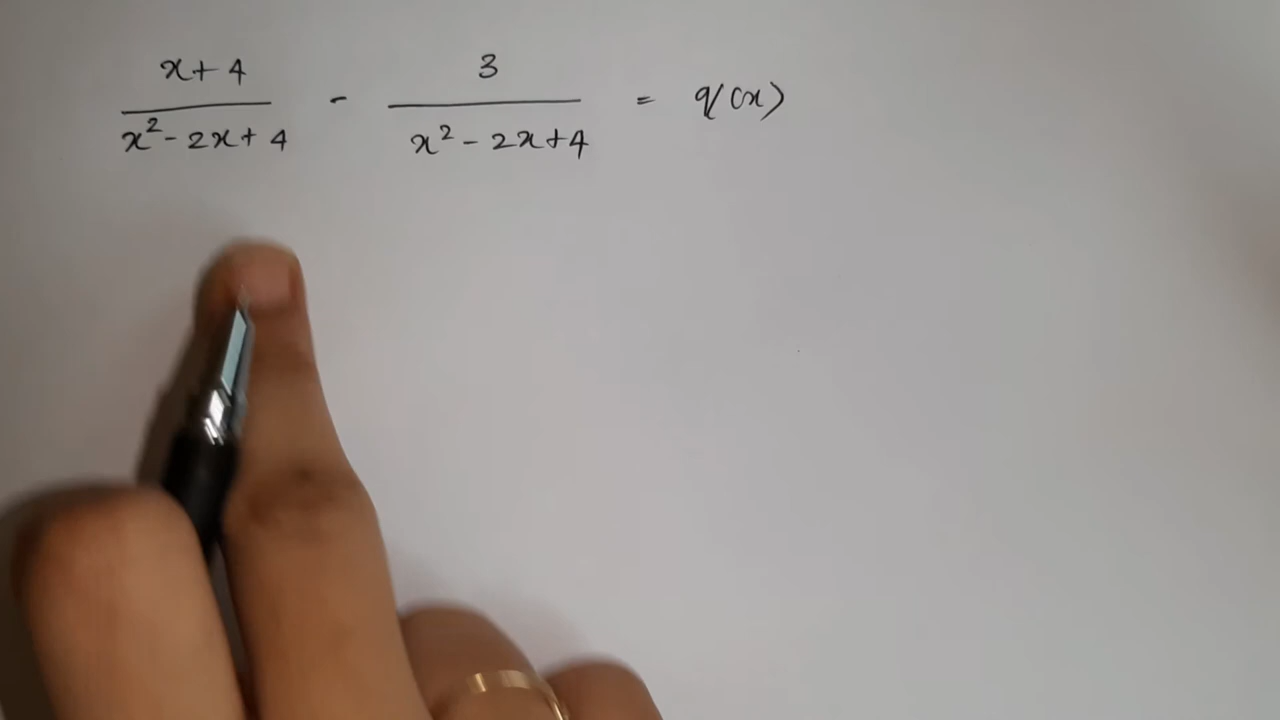 x+4 / x²-2x+4 - 3 / x²-2x+4 = q(x)